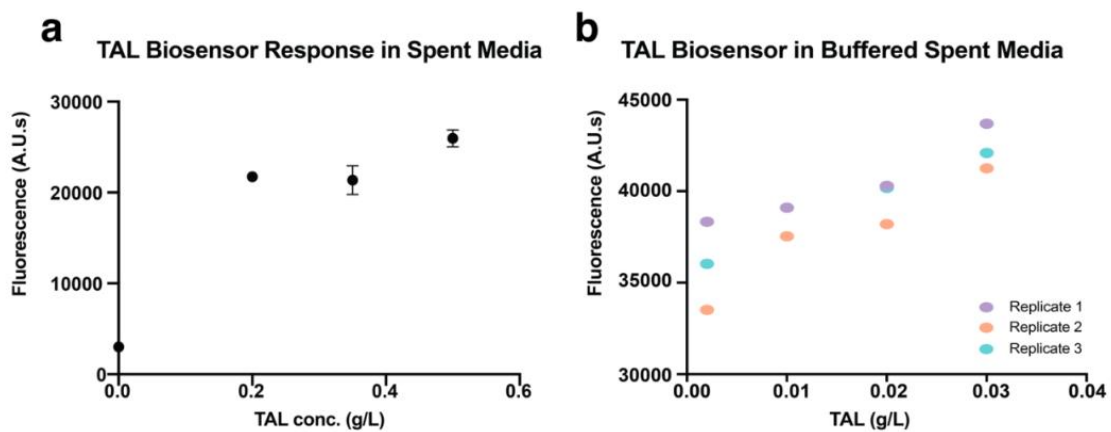 a
TAL Biosensor Response in Spent Media
Fluorescence (A.U.s)
30000
20000
10000
0
0.0 0.2 0.4 0.6
TAL conc. (g/L)
b
TAL Biosensor in Buffered Spent Media
Fluorescence (A.U.s)
45000
40000
35000
30000
0.00 0.01 0.02 0.03 0.04
TAL (g/L)
Replicate 1
Replicate 2
Replicate 3